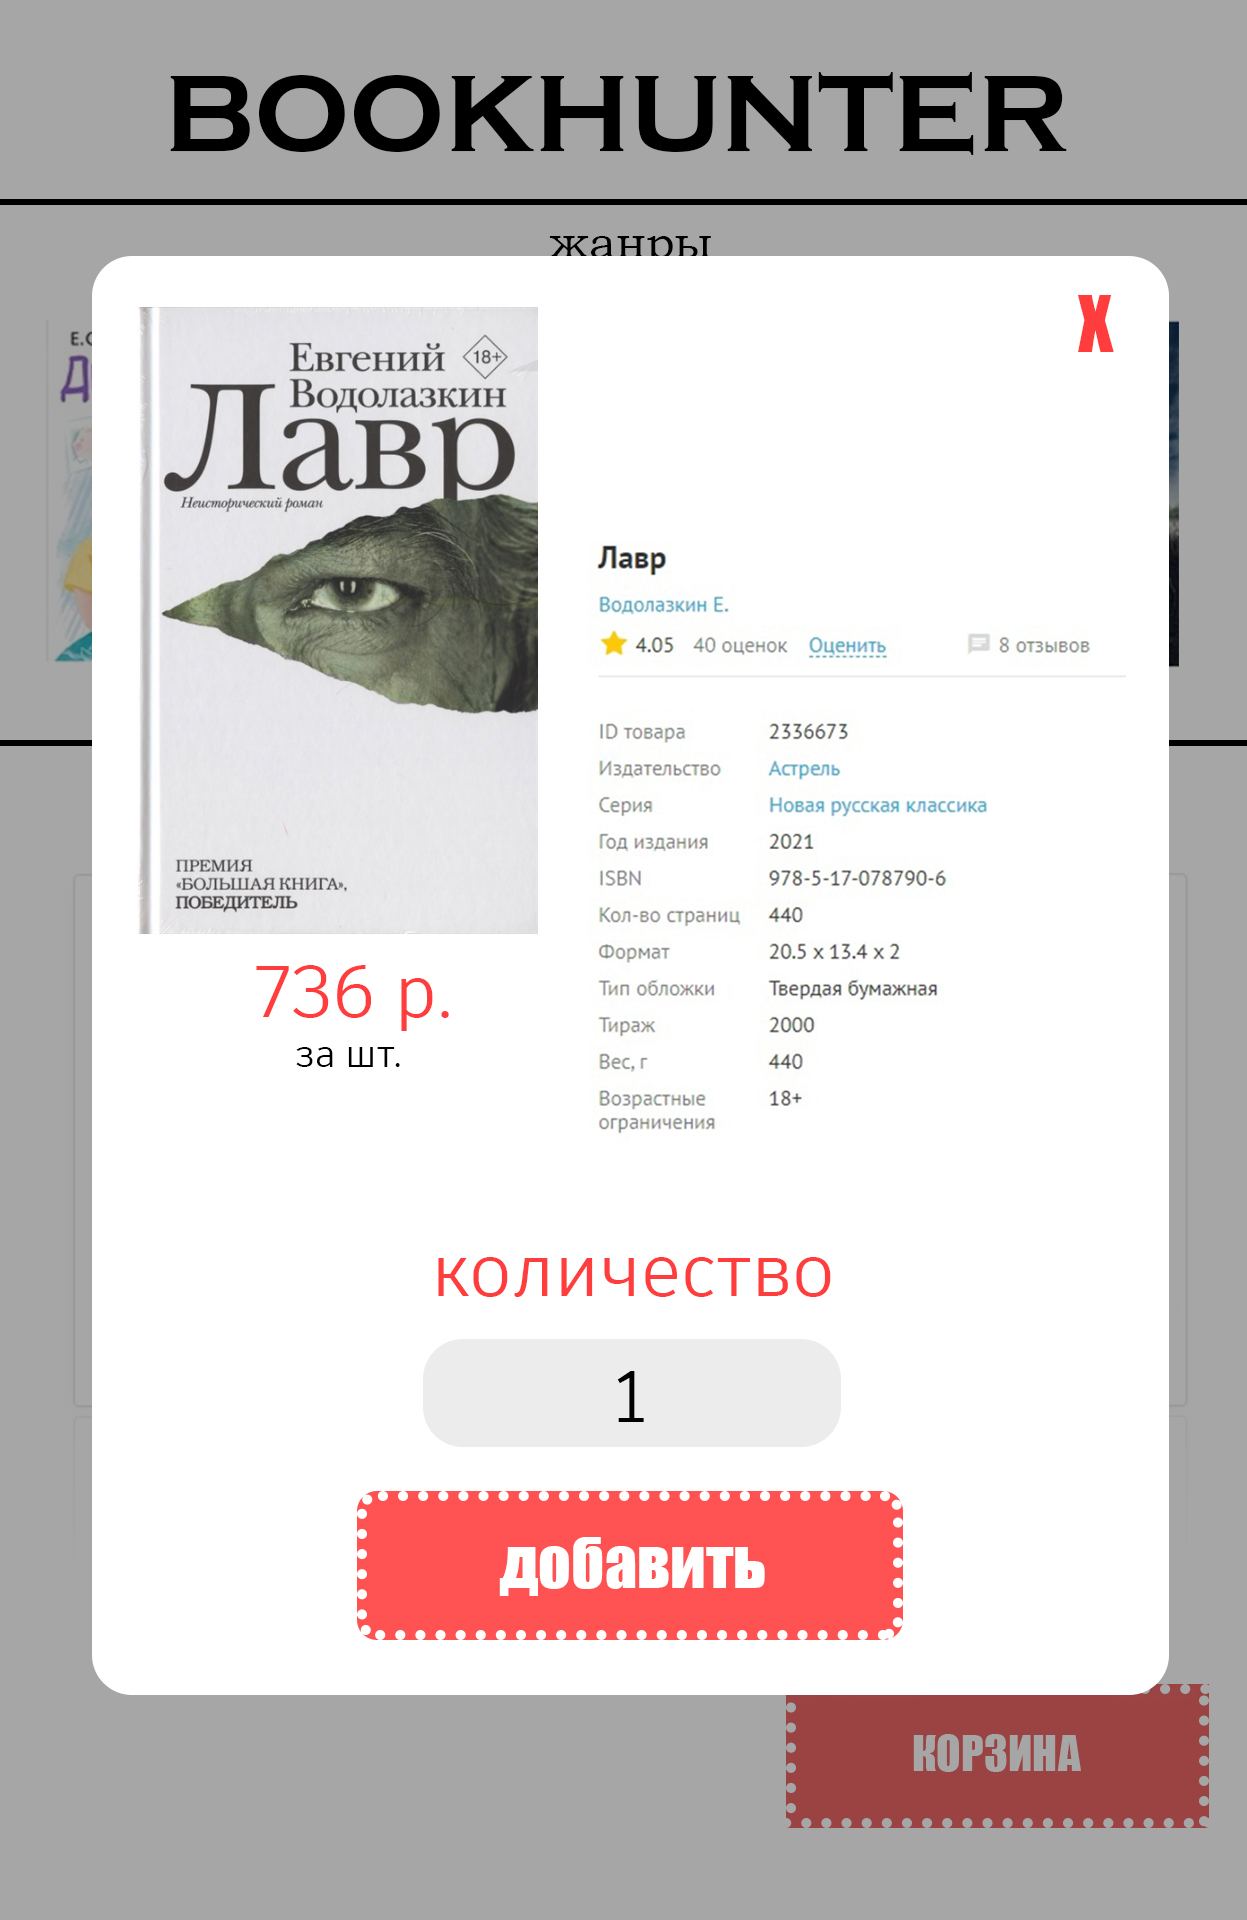 BOOKHUNTER
жанры
Е.С
Д
X
Евгений
18+
Водолазкин
Лавр
Неисторический роман
ПРЕМИЯ
«БОЛЬШАЯ КНИГА»,
ПОБЕДИТЕЛЬ
736 р.
за шт.
Лавр
Водолазкин Е.
4.05 40 оценок Оценить 8 отзывов
ID товара 2336673
Издательство Астрель
Серия Новая русская классика
Год издания 2021
ISBN 978-5-17-078790-6
Кол-во страниц 440
Формат 20.5 x 13.4 x 2
Тип обложки Твердая бумажная
Тираж 2000
Вес, г 440
Возрастные 18+
ограничения
количество
1
добавить
КОРЗИНА